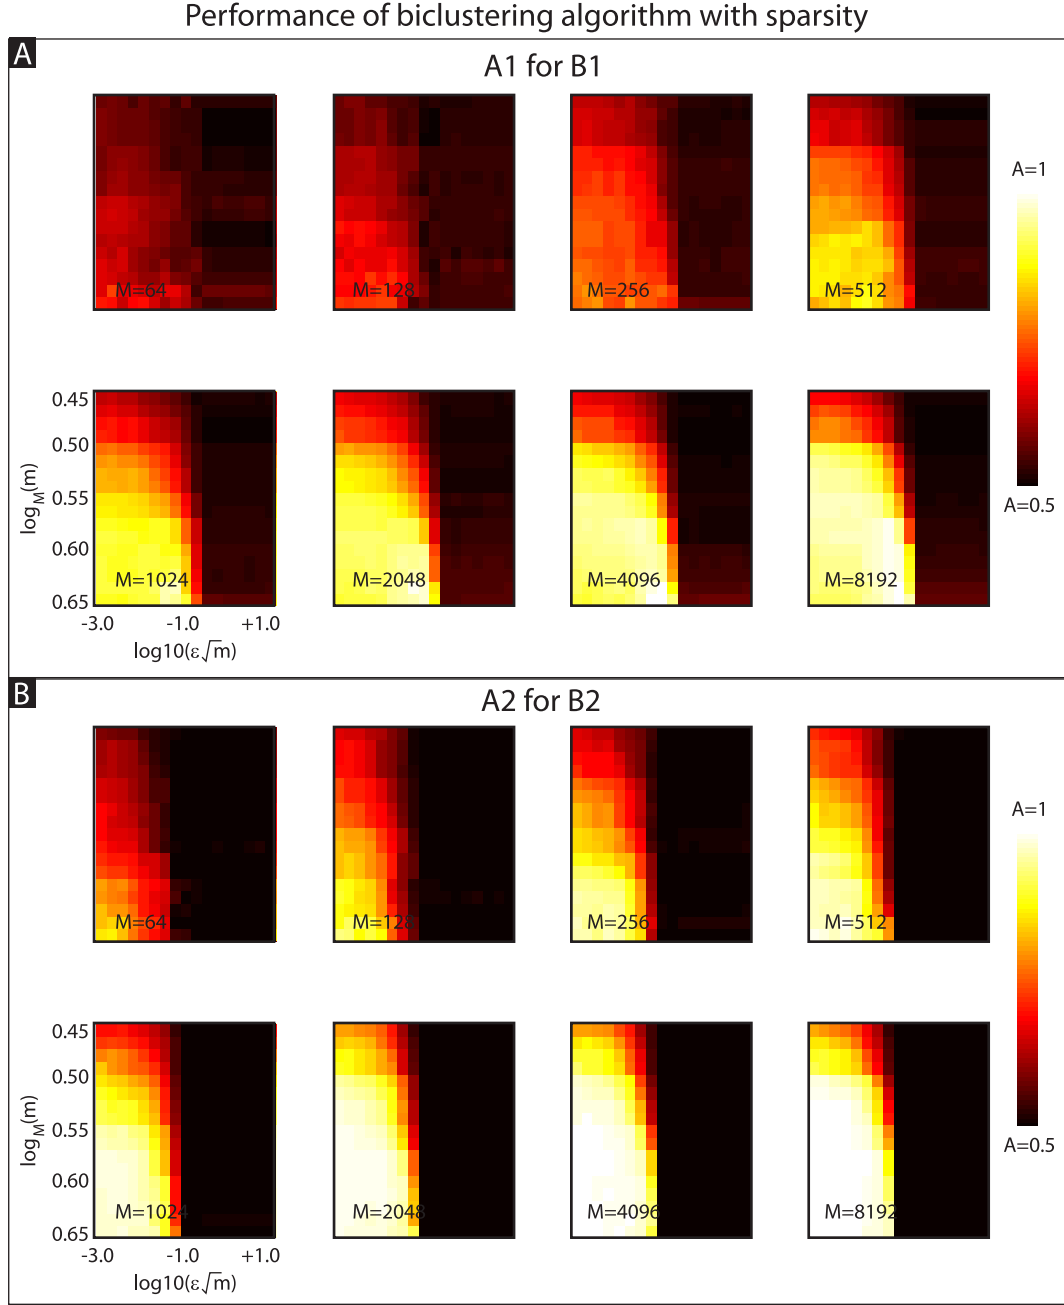 Performance of biclustering algorithm with sparsity
A
A1 for B1
M=64
M=128
M=256
M=512
A=1
A=0.5
0.45
0.50
0.55
0.60
0.65
log_M(m)
M=1024
M=2048
M=4096
M=8192
-3.0 -1.0 +1.0
log10(ε√m)
B
A2 for B2
M=64
M=128
M=256
M=512
A=1
A=0.5
0.45
0.50
0.55
0.60
0.65
log_M(m)
M=1024
M=2048
M=4096
M=8192
-3.0 -1.0 +1.0
log10(ε√m)